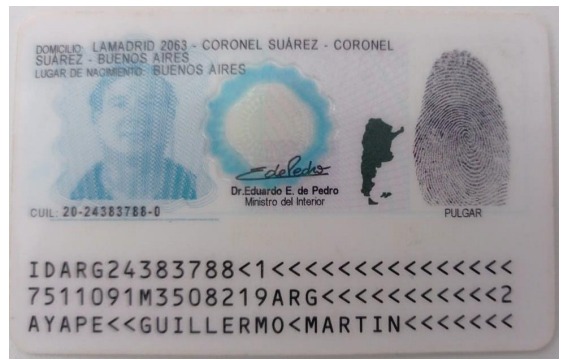 DOMICILIO: LAMADRID 2063 - CORONEL SUÁREZ - CORONEL
SUÁREZ - BUENOS AIRES
LUGAR DE NACIMIENTO: BUENOS AIRES
EdePedro
Dr.Eduardo E. de Pedro
Ministro del Interior
CUIL: 20-24383788-0
PULGAR
IDARG24383788<1<<<<<<<<<<<<<<<
7511091M3508219ARG<<<<<<<<<<<2
AYAPE<<GUILLERMO<MARTIN<<<<<<<